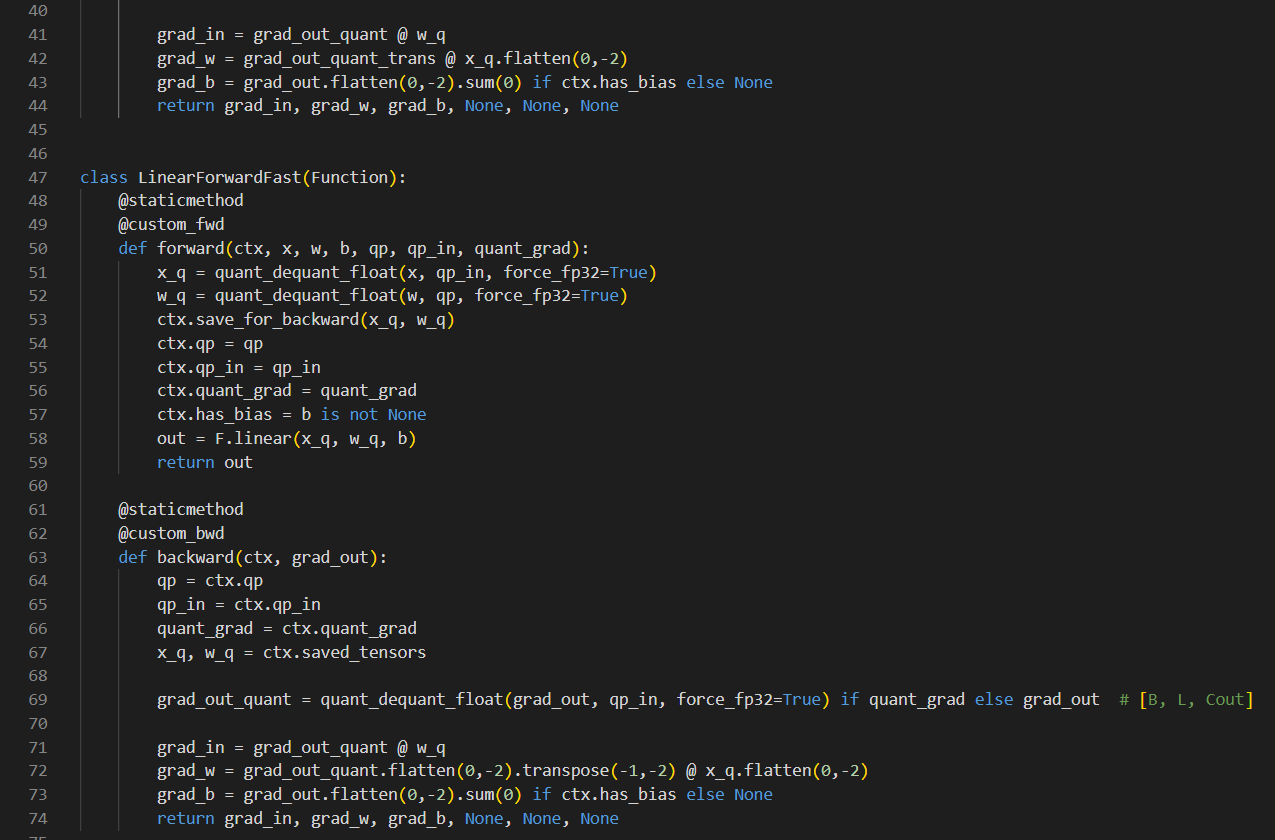 40
41 grad_in = grad_out_quant @ w_q
42 grad_w = grad_out_quant_trans @ x_q.flatten(0,-2)
43 grad_b = grad_out.flatten(0,-2).sum(0) if ctx.has_bias else None
44 return grad_in, grad_w, grad_b, None, None, None
45
46
47 class LinearForwardFast(Function):
48 @staticmethod
49 @custom_fwd
50 def forward(ctx, x, w, b, qp, qp_in, quant_grad):
51 x_q = quant_dequant_float(x, qp_in, force_fp32=True)
52 w_q = quant_dequant_float(w, qp, force_fp32=True)
53 ctx.save_for_backward(x_q, w_q)
54 ctx.qp = qp
55 ctx.qp_in = qp_in
56 ctx.quant_grad = quant_grad
57 ctx.has_bias = b is not None
58 out = F.linear(x_q, w_q, b)
59 return out
60
61 @staticmethod
62 @custom_bwd
63 def backward(ctx, grad_out):
64 qp = ctx.qp
65 qp_in = ctx.qp_in
66 quant_grad = ctx.quant_grad
67 x_q, w_q = ctx.saved_tensors
68
69 grad_out_quant = quant_dequant_float(grad_out, qp_in, force_fp32=True) if quant_grad else grad_out # [B, L, Cout]
70
71 grad_in = grad_out_quant @ w_q
72 grad_w = grad_out_quant.flatten(0,-2).transpose(-1,-2) @ x_q.flatten(0,-2)
73 grad_b = grad_out.flatten(0,-2).sum(0) if ctx.has_bias else None
74 return grad_in, grad_w, grad_b, None, None, None